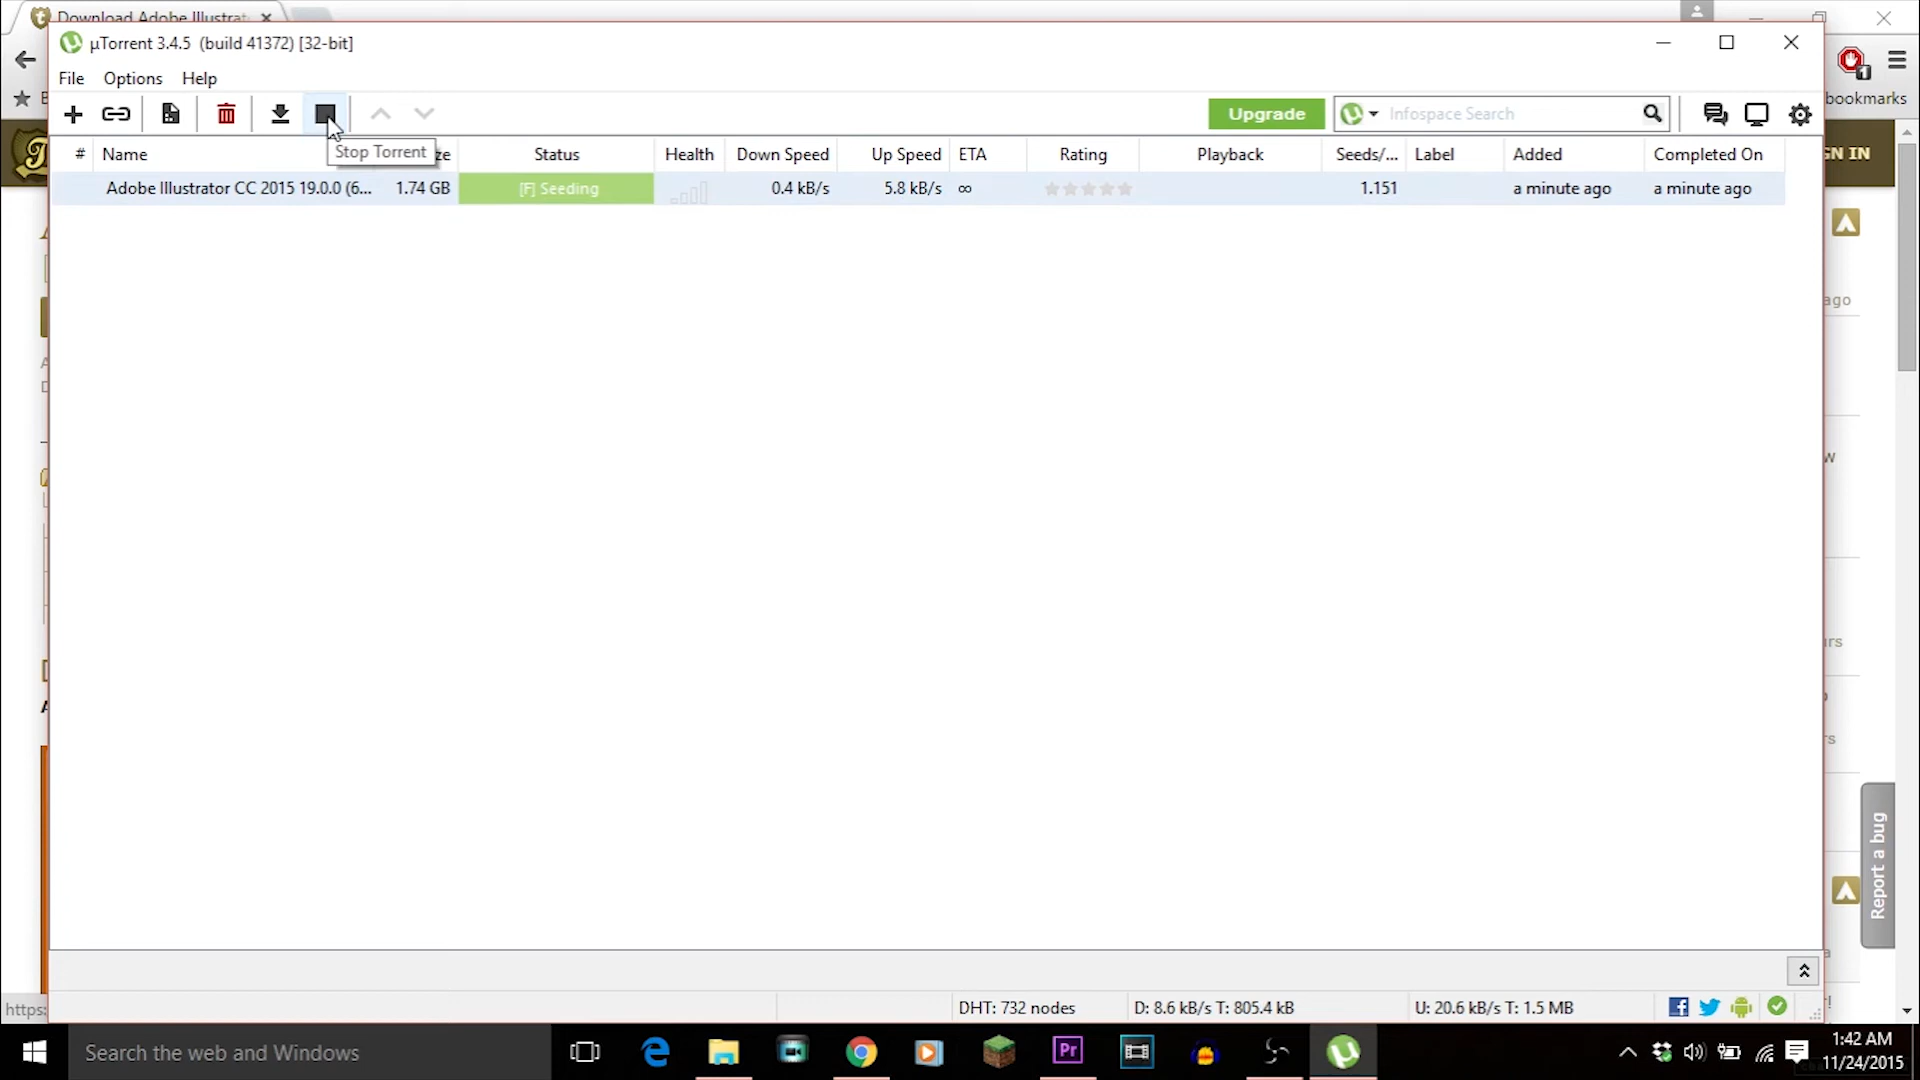 Download Adobe Illustrat
µTorrent 3.4.5 (build 41372) [32-bit]
File Options Help
Upgrade Infospace Search
bookmarks
Stop Torrent
# Name ze Status Health Down Speed Up Speed ETA Rating Playback Seeds/... Label Added Completed On
GN IN
Adobe Illustrator CC 2015 19.0.0 (6... 1.74 GB [F] Seeding 0.4 kB/s 5.8 kB/s ∞ 1.151 a minute ago a minute ago
ago
Report a bug
https:
DHT: 732 nodes D: 8.6 kB/s T: 805.4 kB U: 20.6 kB/s T: 1.5 MB
Search the web and Windows
Pr
1:42 AM
11/24/2015